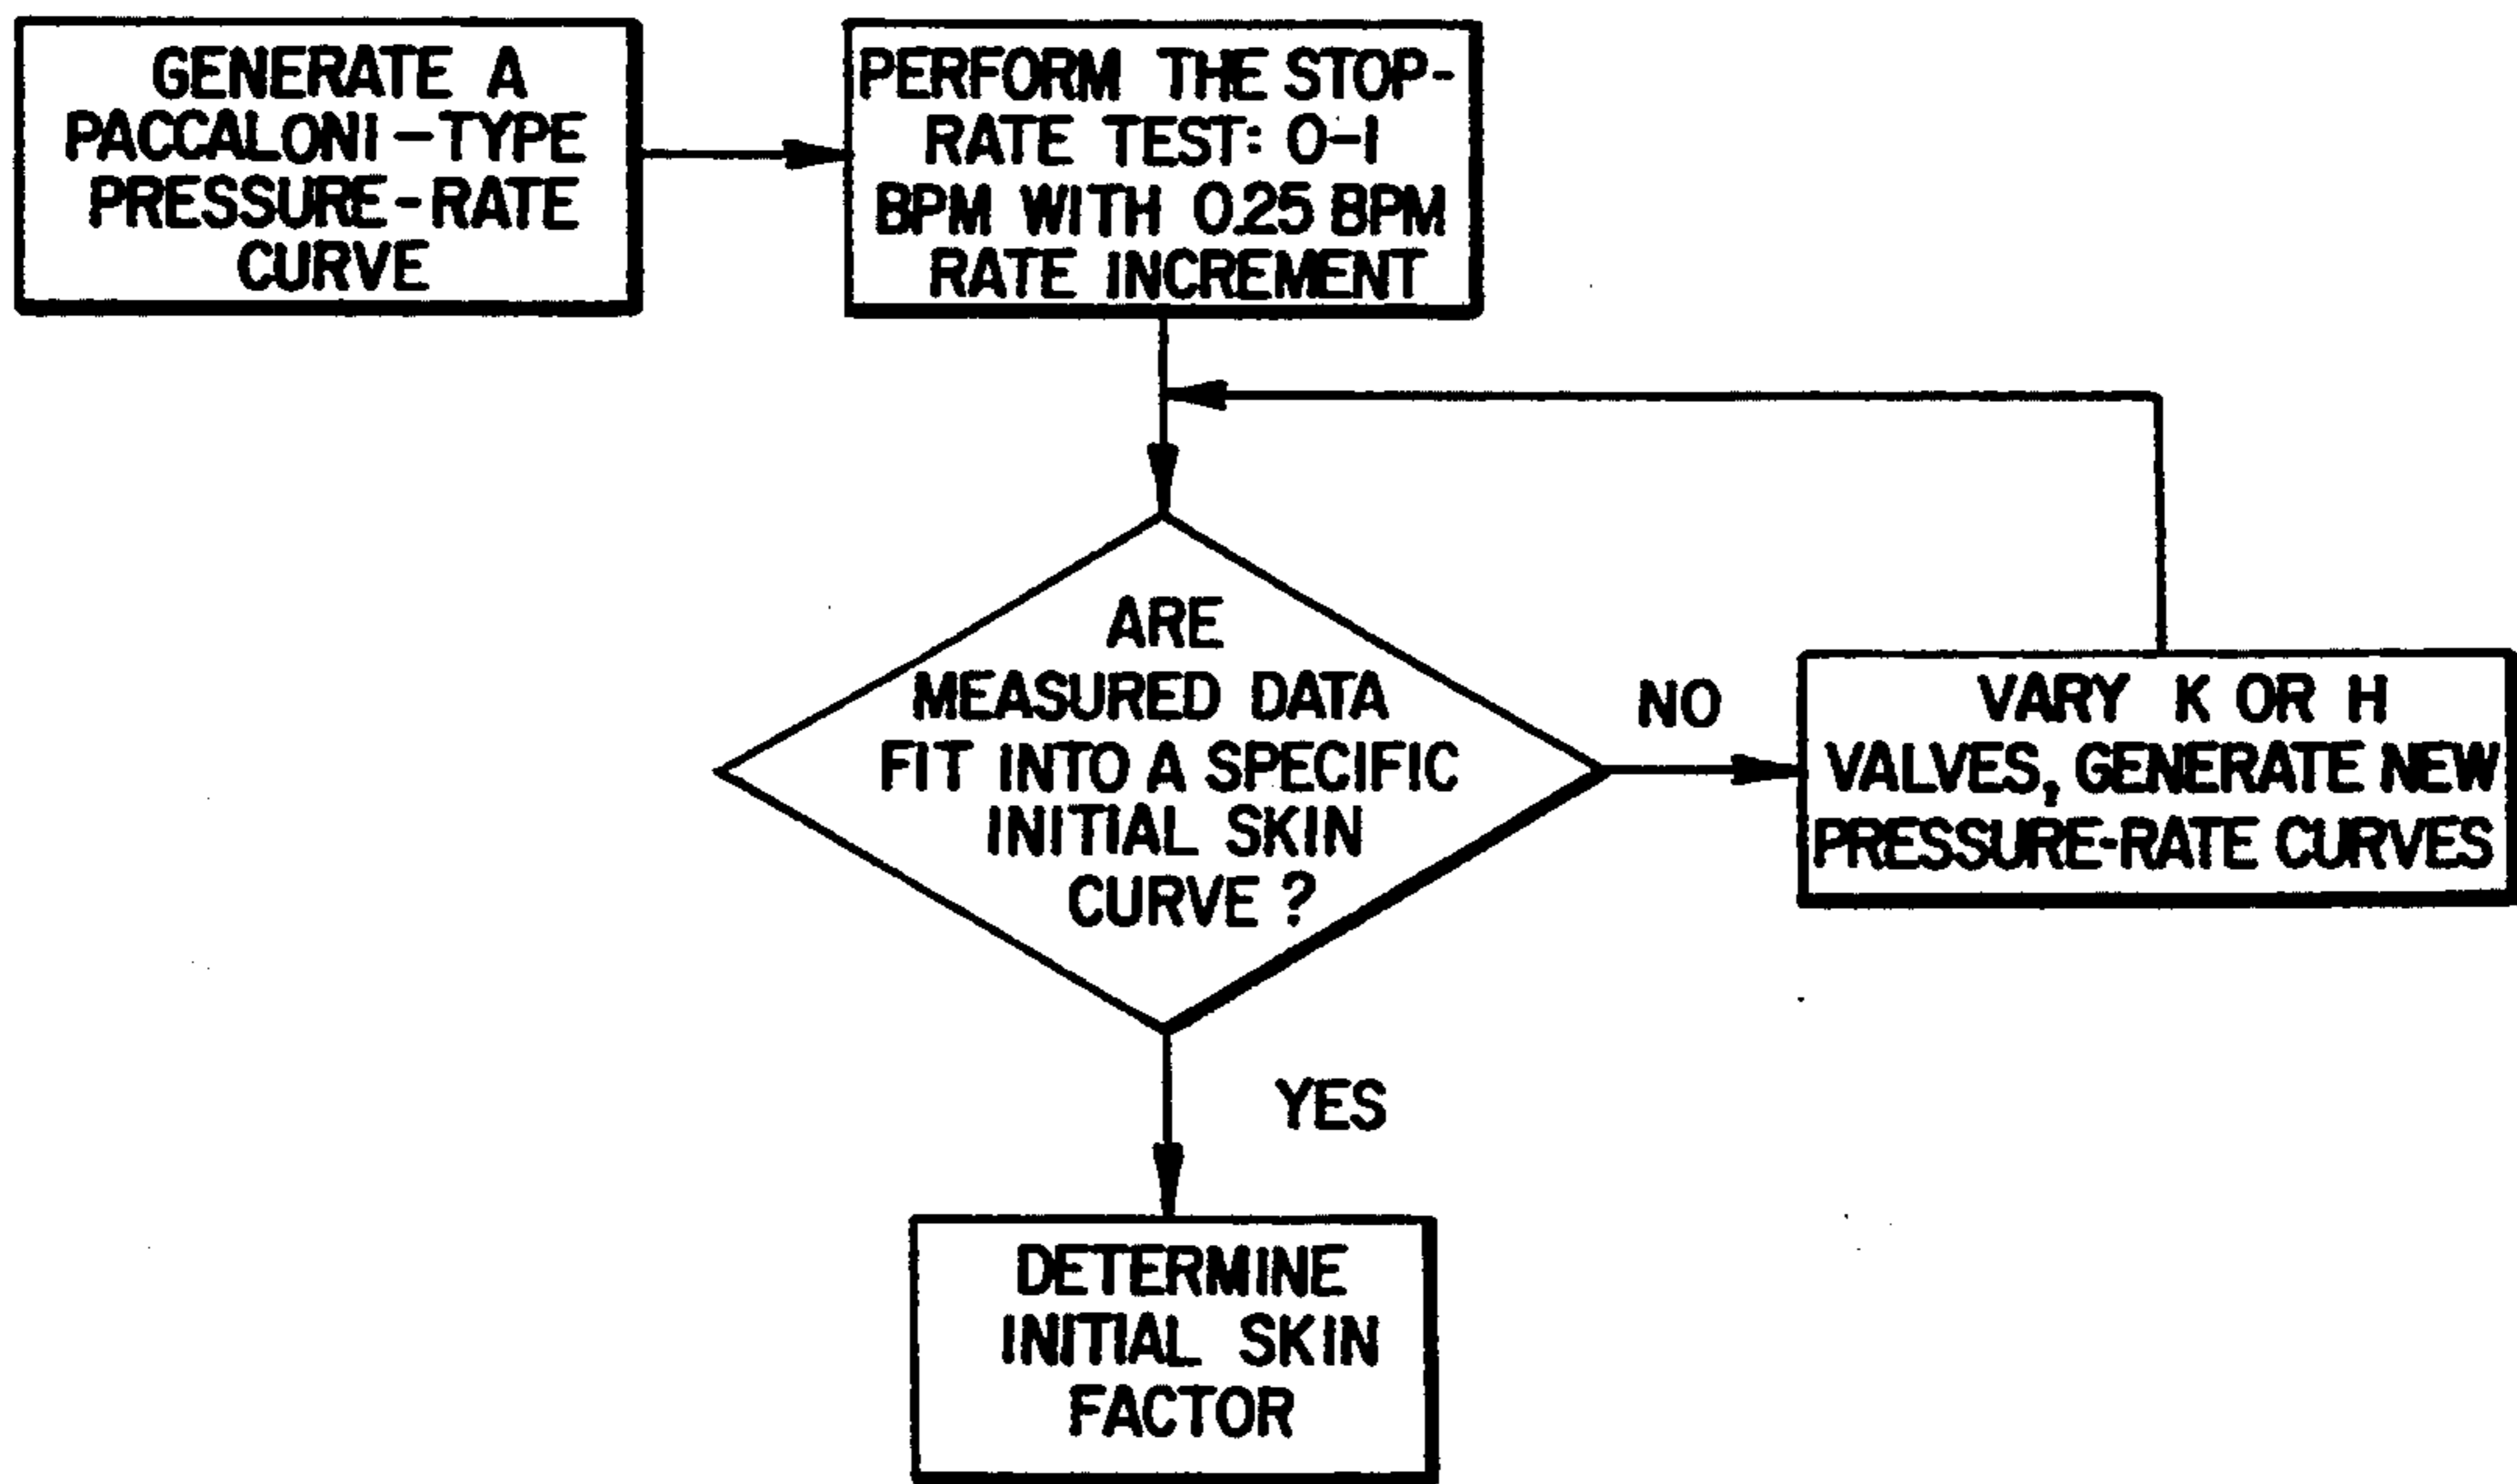 GENERATE A
PACCALONI-TYPE
PRESSURE-RATE
CURVE
PERFORM THE STOP-
RATE TEST: 0-1
BPM WITH 0.25 BPM
RATE INCREMENT
ARE
MEASURED DATA
FIT INTO A SPECIFIC
INITIAL SKIN
CURVE ?
NO
VARY K OR H
VALVES, GENERATE NEW
PRESSURE-RATE CURVES
YES
DETERMINE
INITIAL SKIN
FACTOR